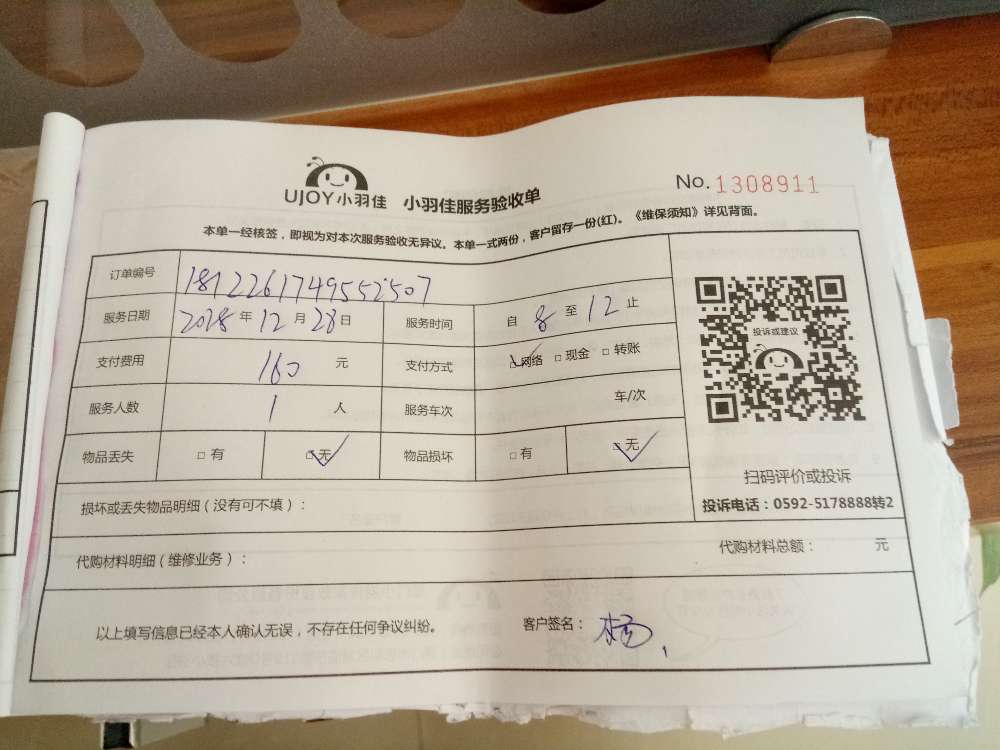 UJOY小羽佳 小羽佳服务验收单 No. 1308911
本单一经核签，即视为对本次服务验收无异议。本单一式两份，客户留存一份(红)。《维保须知》详见背面。
订单编号 1812261749552507
服务日期 2018年12月28日 服务时间 自 8 至 12 止
支付费用 160 元 支付方式 ☑网络 □现金 □转账
服务人数 1 人 服务车次 车/次
物品丢失 □有 ☑无 物品损坏 □有 ☑无
投诉或建议
扫码评价或投诉
投诉电话：0592-5178888转2
损坏或丢失物品明细（没有可不填）：
代购材料明细（维修业务）： 代购材料总额： 元
以上填写信息已经本人确认无误，不存在任何争议纠纷。 客户签名：杨